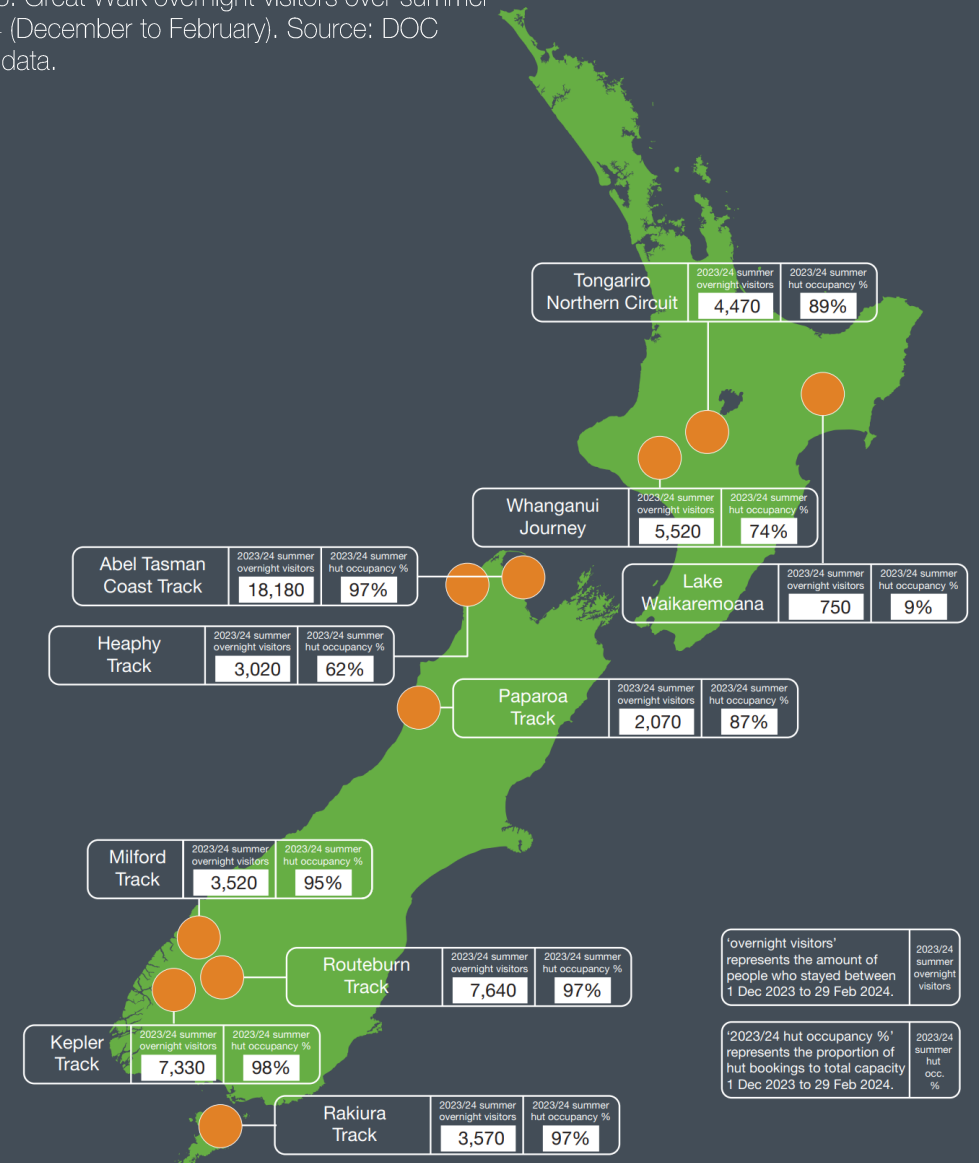 Great Walk overnight visitors over summer
(December to February). Source: DOC
data.
Tongariro
Northern Circuit
2023/24 summer
overnight visitors
4,470
2023/24 summer
hut occupancy %
89%
Whanganui
Journey
2023/24 summer
overnight visitors
5,520
2023/24 summer
hut occupancy %
74%
Abel Tasman
Coast Track
2023/24 summer
overnight visitors
18,180
2023/24 summer
hut occupancy %
97%
Lake
Waikaremoana
2023/24 summer
overnight visitors
750
2023/24 summer
hut occupancy %
9%
Heaphy
Track
2023/24 summer
overnight visitors
3,020
2023/24 summer
hut occupancy %
62%
Paparoa
Track
2023/24 summer
overnight visitors
2,070
2023/24 summer
hut occupancy %
87%
Milford
Track
2023/24 summer
overnight visitors
3,520
2023/24 summer
hut occupancy %
95%
Routeburn
Track
2023/24 summer
overnight visitors
7,640
2023/24 summer
hut occupancy %
97%
Kepler
Track
2023/24 summer
overnight visitors
7,330
2023/24 summer
hut occupancy %
98%
Rakiura
Track
2023/24 summer
overnight visitors
3,570
2023/24 summer
hut occupancy %
97%
‘overnight visitors’
represents the amount of
people who stayed between
1 Dec 2023 to 29 Feb 2024.
2023/24
summer
overnight
visitors
‘2023/24 hut occupancy %’
represents the proportion of
hut bookings to total capacity
1 Dec 2023 to 29 Feb 2024.
2023/24
summer
hut
occ.
%